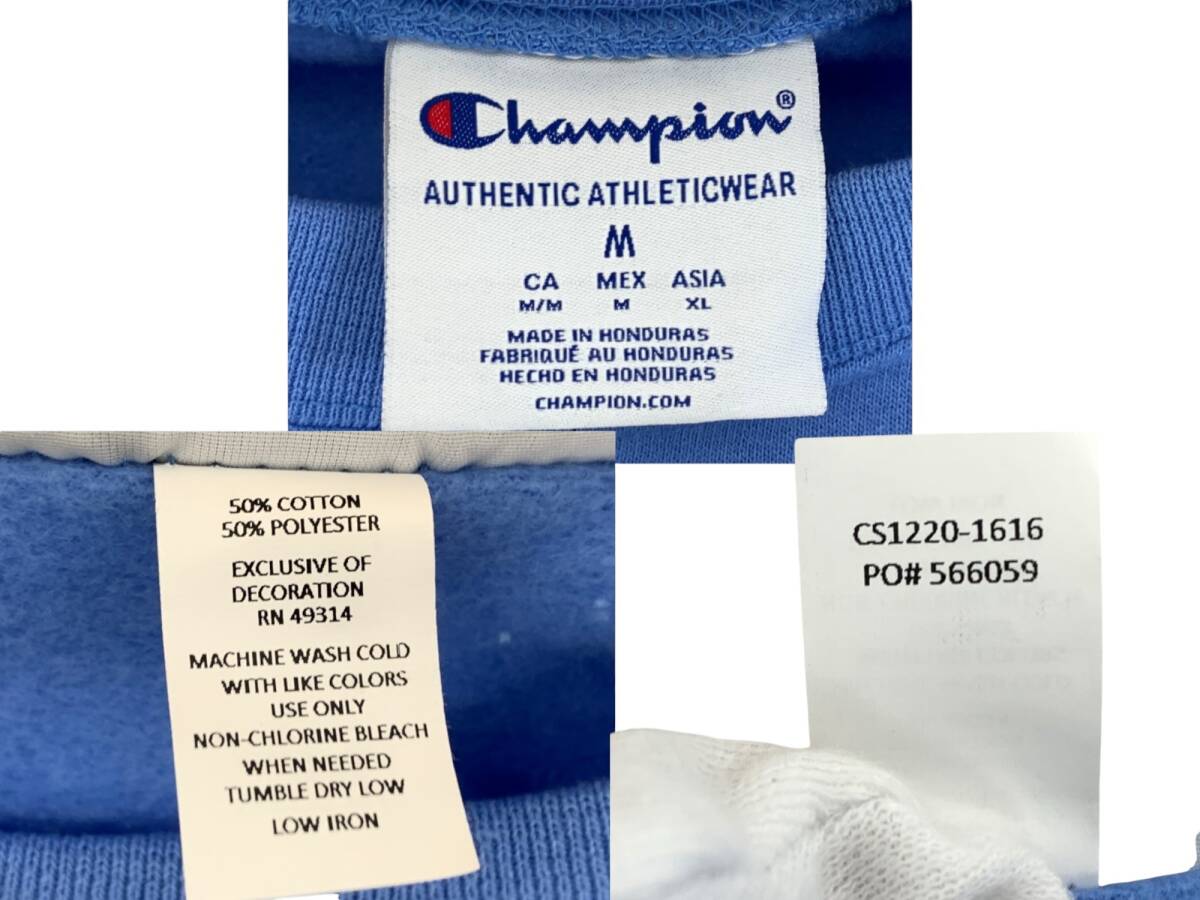 Champion®
AUTHENTIC ATHLETICWEAR
M
CA MEX ASIA
M/M M XL
MADE IN HONDURAS
FABRIQUÉ AU HONDURAS
HECHO EN HONDURAS
CHAMPION.COM
50% COTTON
50% POLYESTER
EXCLUSIVE OF
DECORATION
RN 49314
MACHINE WASH COLD
WITH LIKE COLORS
USE ONLY
NON-CHLORINE BLEACH
WHEN NEEDED
TUMBLE DRY LOW
LOW IRON
CS1220-1616
PO# 566059